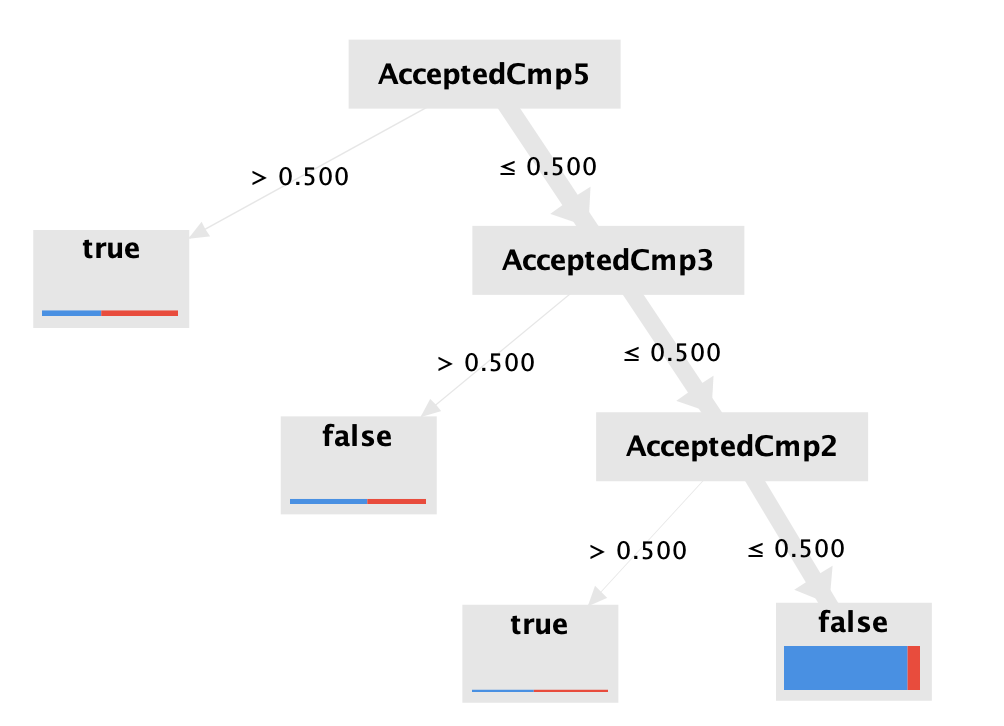 AcceptedCmp5
> 0.500
≤ 0.500
true
AcceptedCmp3
> 0.500
≤ 0.500
false
AcceptedCmp2
> 0.500
≤ 0.500
true
false